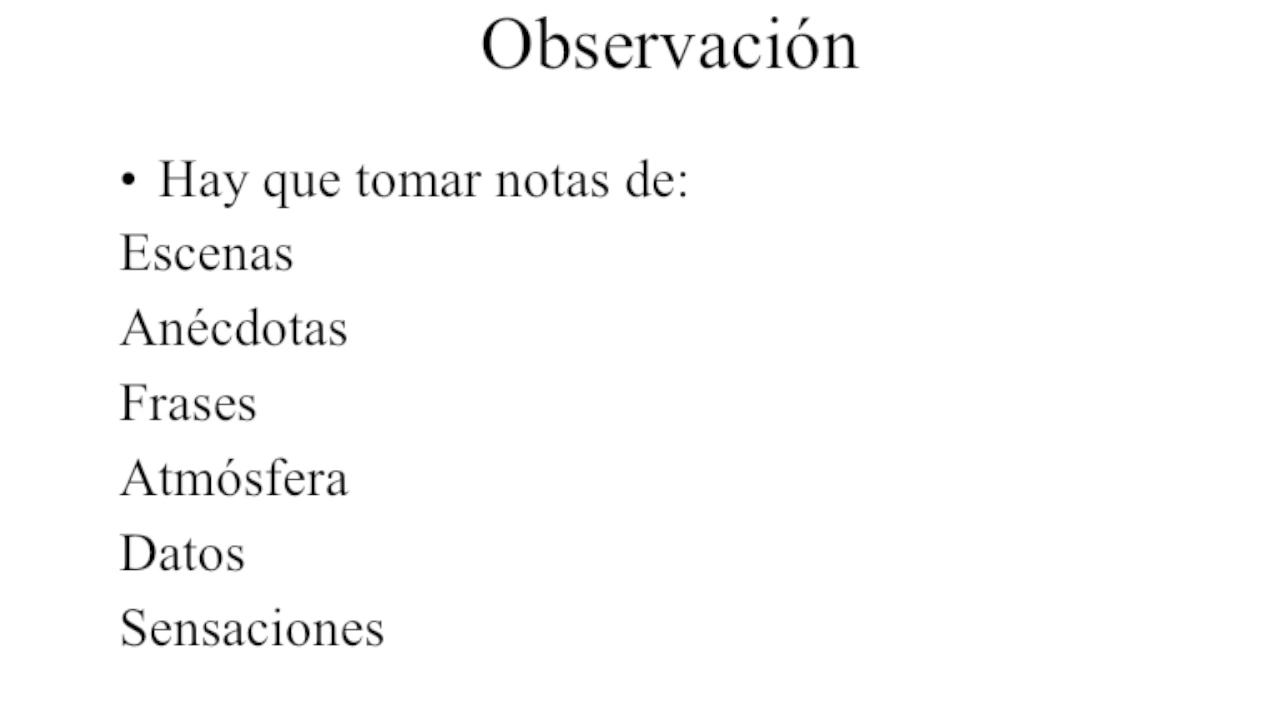 Observación
• Hay que tomar notas de:
Escenas
Anécdotas
Frases
Atmósfera
Datos
Sensaciones